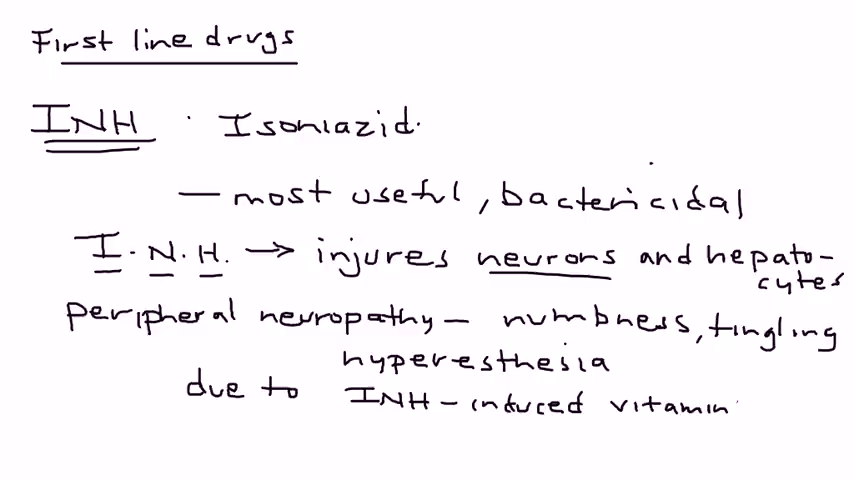 First line drugs
INH · Isoniazid.
— most useful, bactericidal
I. N. H. → injures neurons and hepato-
cytes
peripheral neuropathy — numbness, tingling
hyperesthesia
due to INH-induced vitamin